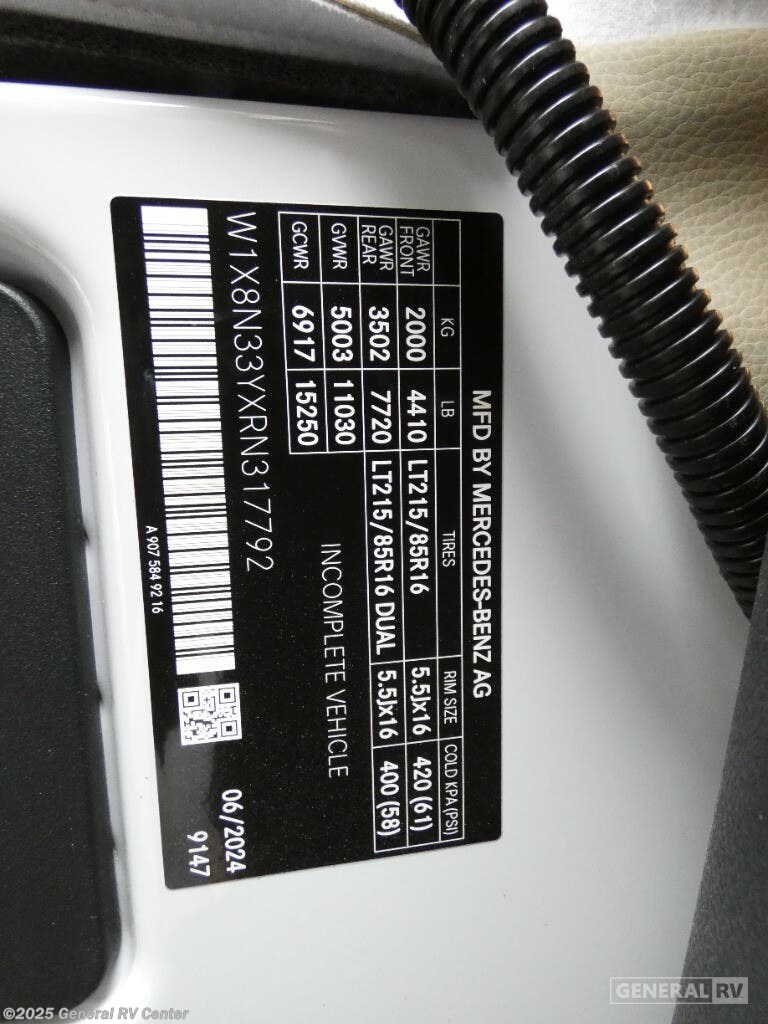 MFD BY MERCEDES-BENZ AG
KG LB TIRES RIM SIZE COLD KPA (PSI)
GAWR FRONT 2000 4410 LT215/85R16 5.5Jx16 420 (61)
GAWR REAR 3502 7720 LT215/85R16 DUAL 5.5Jx16 400 (58)
GVWR 5003 11030 INCOMPLETE VEHICLE
GCWR 6917 15250
W1X8N33YXRN317792
06/2024
9147
A 907 584 92 16
©2025 General RV Center
GENERAL RV